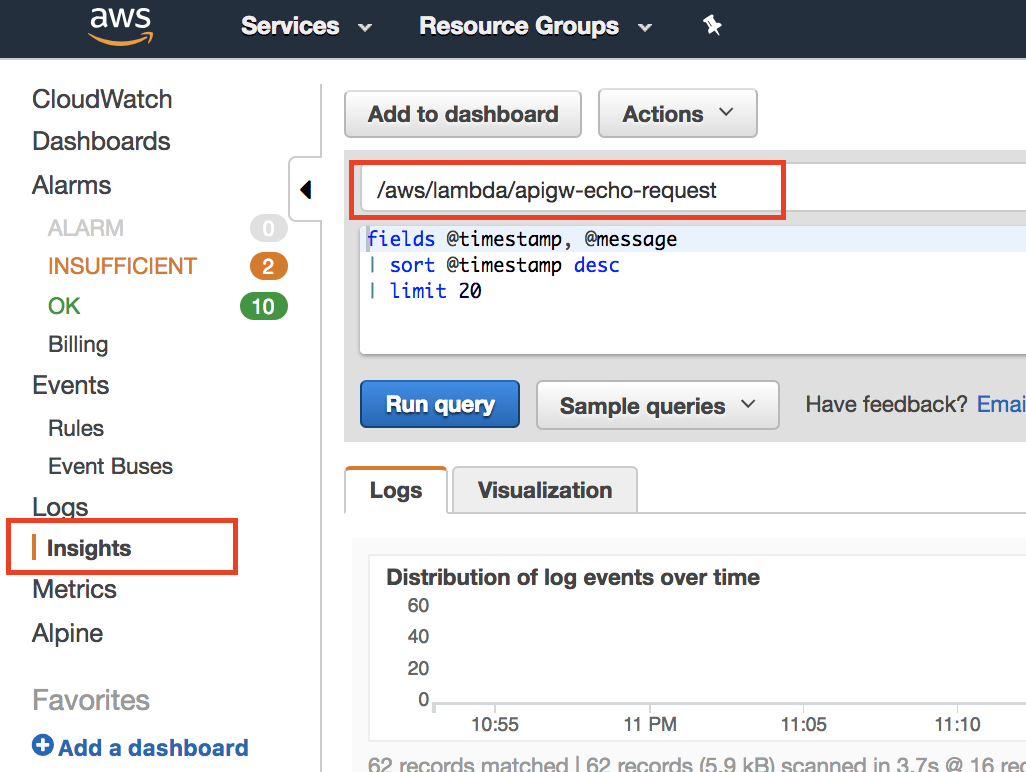 aws
Services
Resource Groups
CloudWatch
Dashboards
Alarms
ALARM 0
INSUFFICIENT 2
OK 10
Billing
Events
Rules
Event Buses
Logs
Insights
Metrics
Alpine
Favorites
Add a dashboard
Add to dashboard
Actions
/aws/lambda/apigw-echo-request
fields @timestamp, @message
| sort @timestamp desc
| limit 20
Run query
Sample queries
Have feedback? Emai
Logs
Visualization
Distribution of log events over time
60
40
20
0
10:55 11 PM 11:05 11:10
62 records matched | 62 records (5.9 kB) scanned in 3.7s @ 16 rec